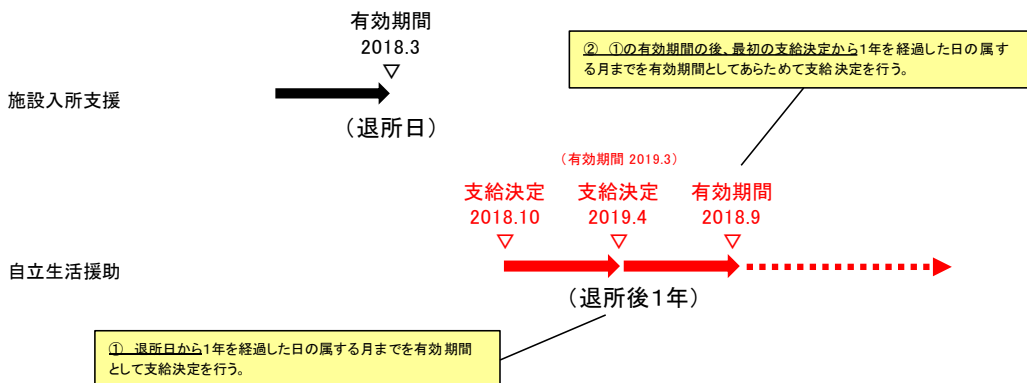 有効期間
2018.3
▽
② ①の有効期間の後、最初の支給決定から1年を経過した日の属す
る月までを有効期間としてあらためて支給決定を行う。
施設入所支援
（退所日）
（有効期間 2019.3）
支給決定 支給決定 有効期間
2018.10 2019.4 2018.9
▽ ▽ ▽
自立生活援助
（退所後1年）
① 退所日から1年を経過した日の属する月までを有効期間
として支給決定を行う。